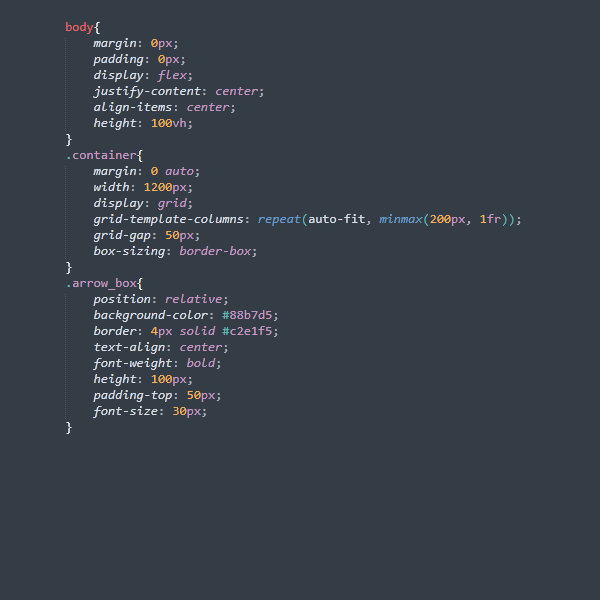 body{
    margin: 0px;
    padding: 0px;
    display: flex;
    justify-content: center;
    align-items: center;
    height: 100vh;
}
.container{
    margin: 0 auto;
    width: 1200px;
    display: grid;
    grid-template-columns: repeat(auto-fit, minmax(200px, 1fr));
    grid-gap: 50px;
    box-sizing: border-box;
}
.arrow_box{
    position: relative;
    background-color: #88b7d5;
    border: 4px solid #c2e1f5;
    text-align: center;
    font-weight: bold;
    height: 100px;
    padding-top: 50px;
    font-size: 30px;
}